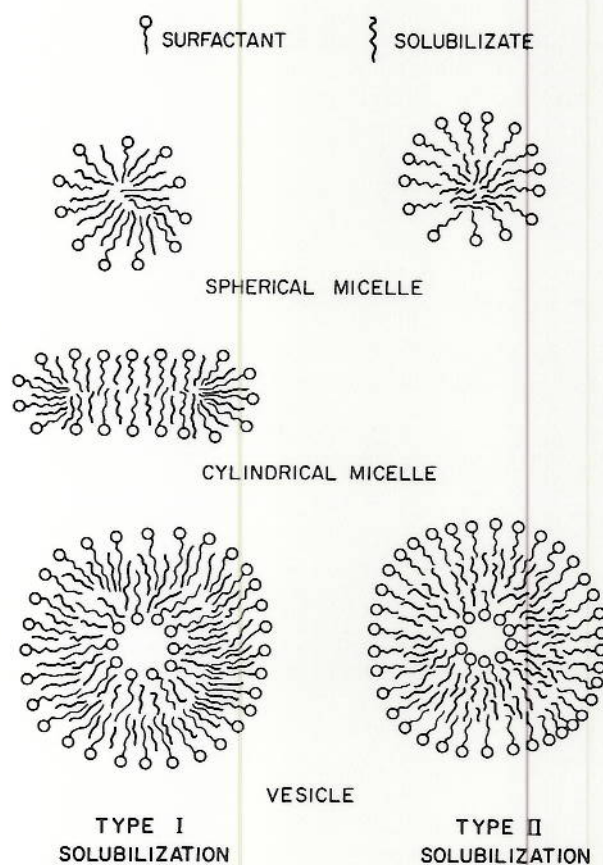 SURFACTANT
SOLUBILIZATE
SPHERICAL MICELLE
CYLINDRICAL MICELLE
VESICLE
TYPE I
SOLUBILIZATION
TYPE II
SOLUBILIZATION